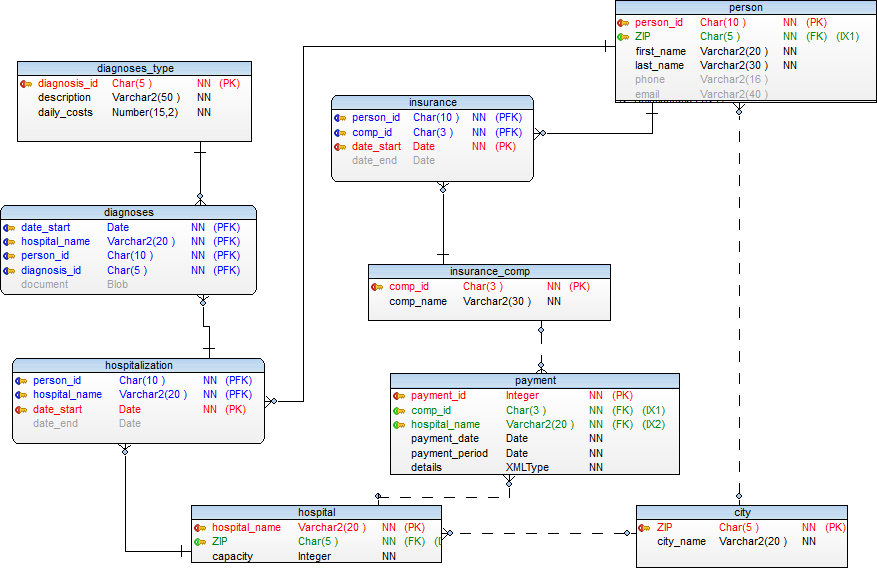 person
person_id Char(10 ) NN (PK)
ZIP Char(5 ) NN (FK) (IX1)
first_name Varchar2(20 ) NN
last_name Varchar2(30 ) NN
phone Varchar2(16 )
email Varchar2(40 )
diagnoses_type
diagnosis_id Char(5 ) NN (PK)
description Varchar2(50 ) NN
daily_costs Number(15,2) NN
insurance
person_id Char(10 ) NN (PFK)
comp_id Char(3 ) NN (PFK)
date_start Date NN (PK)
date_end Date
diagnoses
date_start Date NN (PFK)
hospital_name Varchar2(20 ) NN (PFK)
person_id Char(10 ) NN (PFK)
diagnosis_id Char(5 ) NN (PFK)
document Blob
insurance_comp
comp_id Char(3 ) NN (PK)
comp_name Varchar2(30 ) NN
hospitalization
person_id Char(10 ) NN (PFK)
hospital_name Varchar2(20 ) NN (PFK)
date_start Date NN (PK)
date_end Date
payment
payment_id Integer NN (PK)
comp_id Char(3 ) NN (FK) (IX1)
hospital_name Varchar2(20 ) NN (FK) (IX2)
payment_date Date NN
payment_period Date NN
details XMLType NN
hospital
hospital_name Varchar2(20 ) NN (PK)
ZIP Char(5 ) NN (FK)
capacity Integer NN
city
ZIP Char(5 ) NN (PK)
city_name Varchar2(20 ) NN